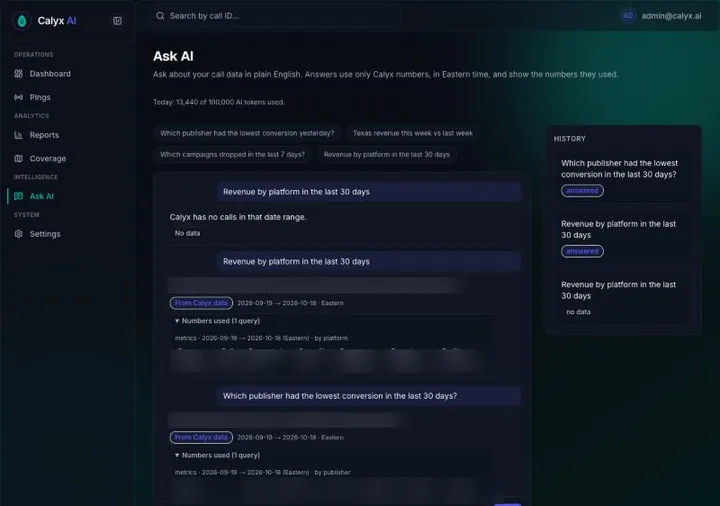 Calyx AI
Search by call ID...
AD admin@calyx.ai
OPERATIONS
Dashboard
Pings
ANALYTICS
Reports
Coverage
INTELLIGENCE
Ask AI
SYSTEM
Settings
Ask AI
Ask about your call data in plain English. Answers use only Calyx numbers, in Eastern time, and show the numbers they used.
Today: 13,440 of 100,000 AI tokens used.
Which publisher had the lowest conversion yesterday?
Texas revenue this week vs last week
Which campaigns dropped in the last 7 days?
Revenue by platform in the last 30 days
Revenue by platform in the last 30 days
Calyx has no calls in that date range.
No data
Revenue by platform in the last 30 days
From Calyx data 2026-09-19 → 2026-10-18 · Eastern
▼ Numbers used (1 query)
metrics · 2026-09-19 → 2026-10-18 (Eastern) · by platform
Which publisher had the lowest conversion in the last 30 days?
From Calyx data 2026-09-19 → 2026-10-18 · Eastern
▼ Numbers used (1 query)
metrics · 2026-09-19 → 2026-10-18 (Eastern) · by publisher
HISTORY
Which publisher had the lowest
conversion in the last 30 days?
answered
Revenue by platform in the last
30 days
answered
Revenue by platform in the last
30 days
no data